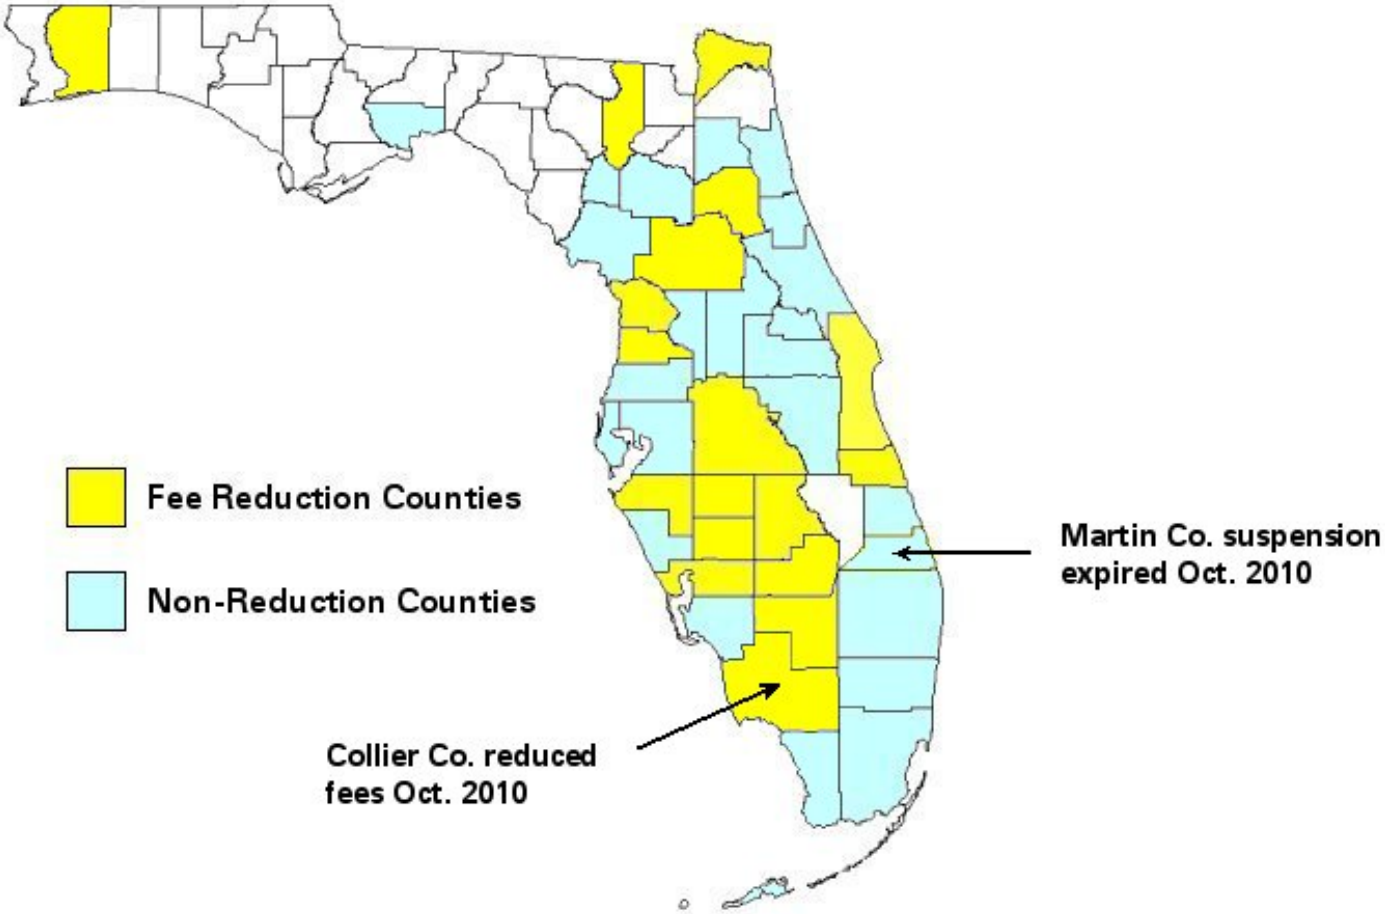 Fee Reduction Counties
Non-Reduction Counties
Martin Co. suspension
expired Oct. 2010
Collier Co. reduced
fees Oct. 2010